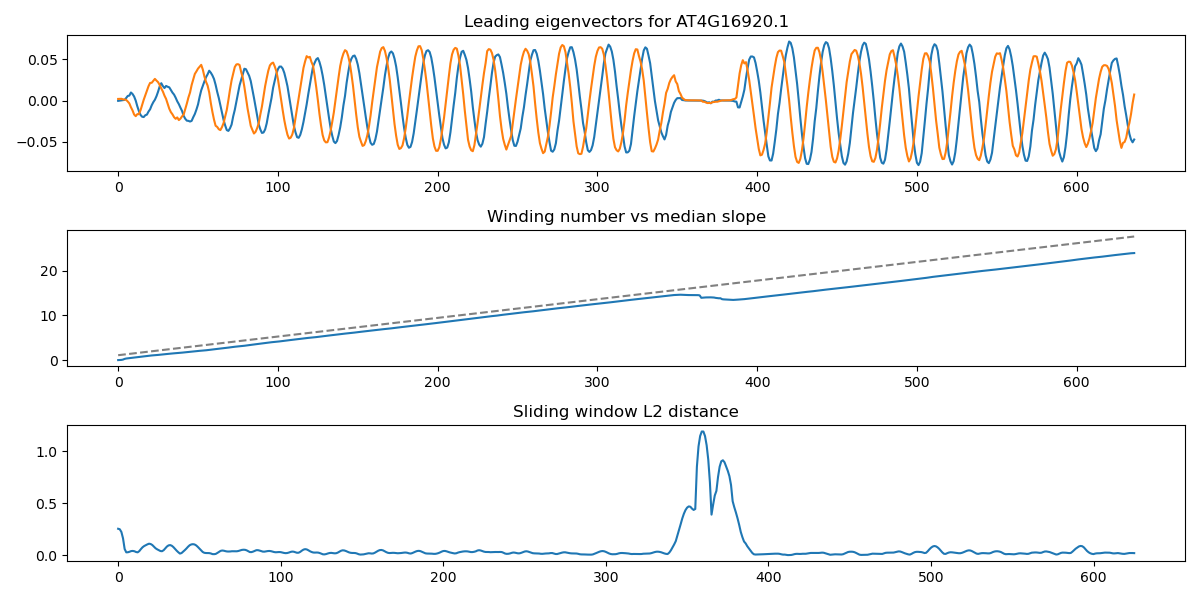 Leading eigenvectors for AT4G16920.1
0.05
0.00
−0.05
0 100 200 300 400 500 600
Winding number vs median slope
20
10
0
0 100 200 300 400 500 600
Sliding window L2 distance
1.0
0.5
0.0
0 100 200 300 400 500 600